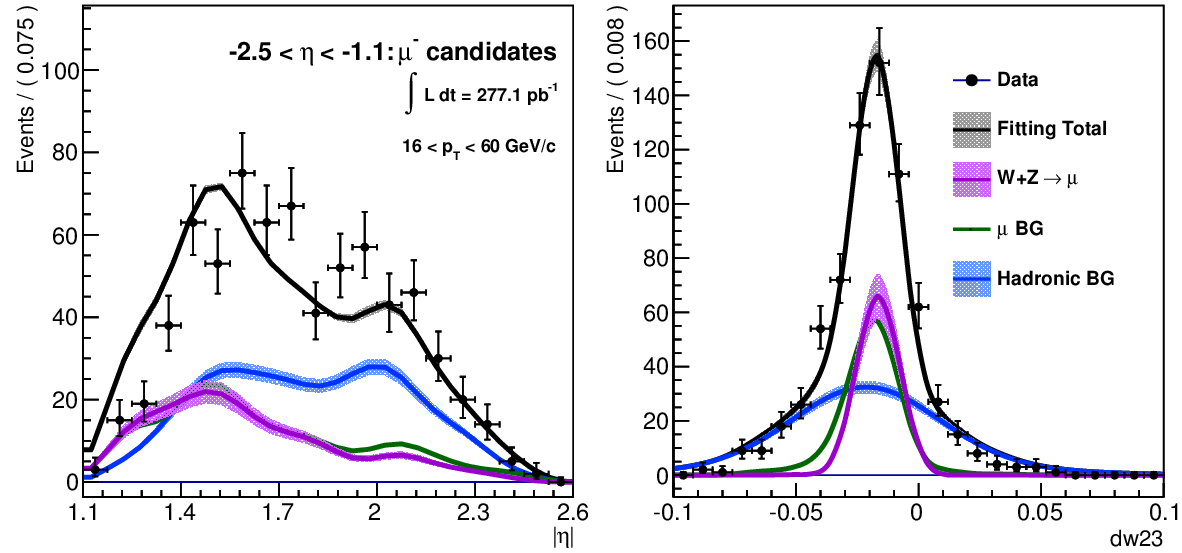 Events / ( 0.075 )
100
80
60
40
20
0
-2.5 < η < -1.1: μ⁻ candidates
∫ L dt = 277.1 pb⁻¹
16 < p_T < 60 GeV/c
1.1 1.4 1.7 2 2.3 2.6
|η|
Events / ( 0.008 )
160
140
120
100
80
60
40
20
0
Data
Fitting Total
W+Z → μ
μ BG
Hadronic BG
-0.1 -0.05 0 0.05 0.1
dw23